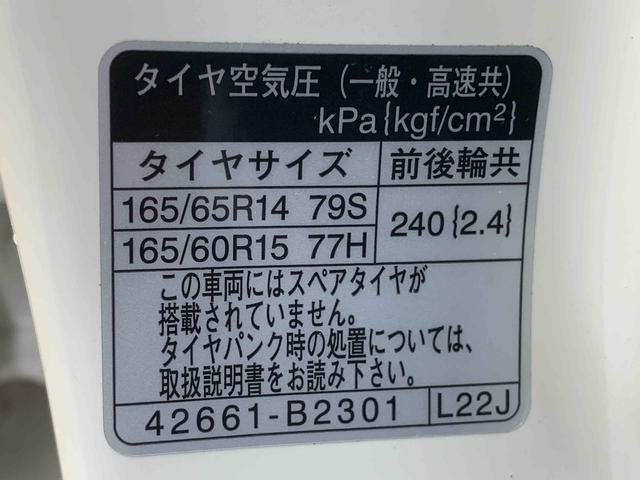 タイヤ空気圧(一般・高速共)
kPa{kgf/cm²}
タイヤサイズ 前後輪共
165/65R14 79S
240{2.4}
165/60R15 77H
この車両にはスペアタイヤが
搭載されていません。
タイヤパンク時の処置については、
取扱説明書をお読み下さい。
42661-B2301 L22J